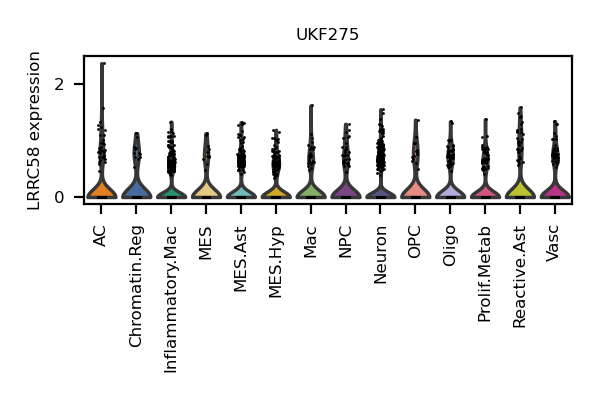 UKF275
LRRC58 expression
2
0
AC
Chromatin.Reg
Inflammatory.Mac
MES
MES.Ast
MES.Hyp
Mac
NPC
Neuron
OPC
Oligo
Prolif.Metab
Reactive.Ast
Vasc